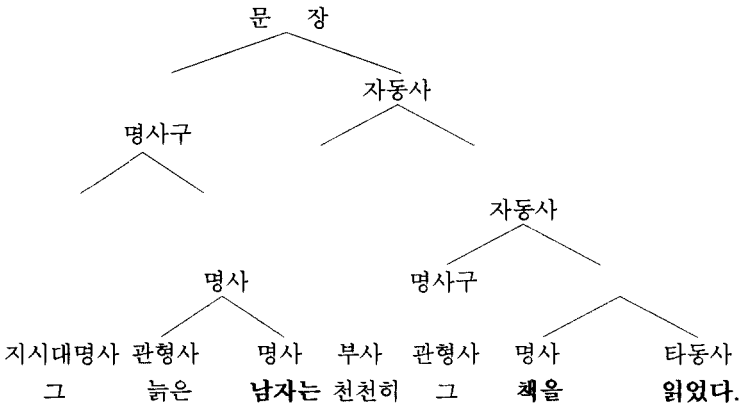 문 장
자동사
명사구
자동사
명사 명사구
지시대명사 관형사 명사 부사 관형사 명사 타동사
그 늙은 남자는 천천히 그 책을 읽었다.